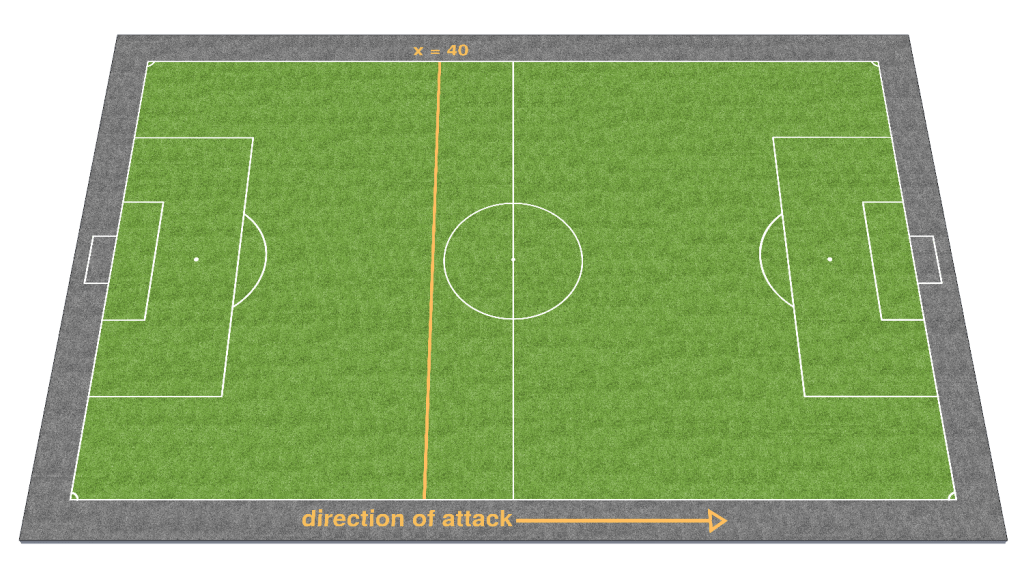 x = 40
direction of attack